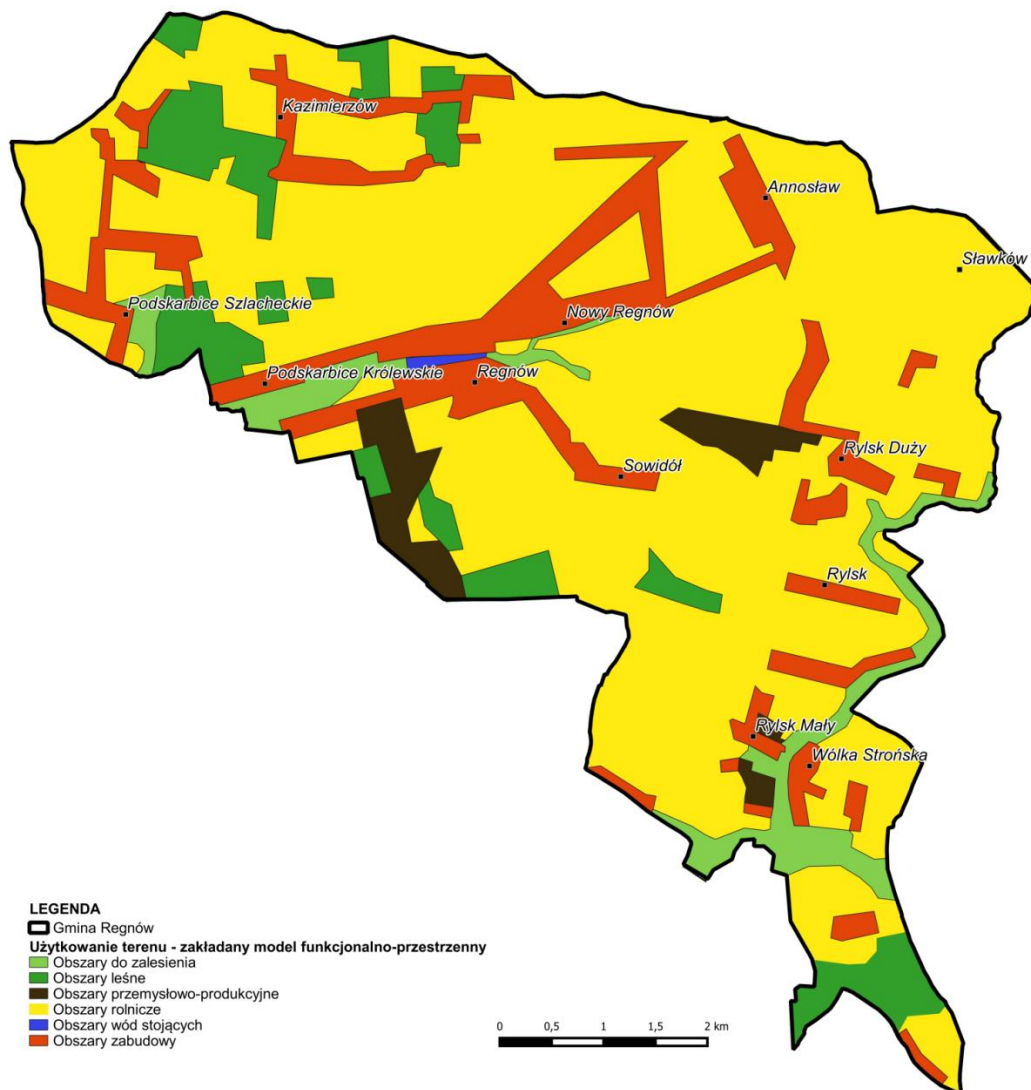 Kazimierzów
Annosław
Sławków
Podskarbice Szlacheckie
Nowy Regnów
Podskarbice Królewskie
Regnów
Rylsk Duży
Sowidół
Rylsk
Rylsk Mały
Wólka Strońska
LEGENDA
Gmina Regnów
Użytkowanie terenu - zakładany model funkcjonalno-przestrzenny
Obszary do zalesienia
Obszary leśne
Obszary przemysłowo-produkcyjne
Obszary rolnicze
Obszary wód stojących
Obszary zabudowy
0 0,5 1 1,5 2 km